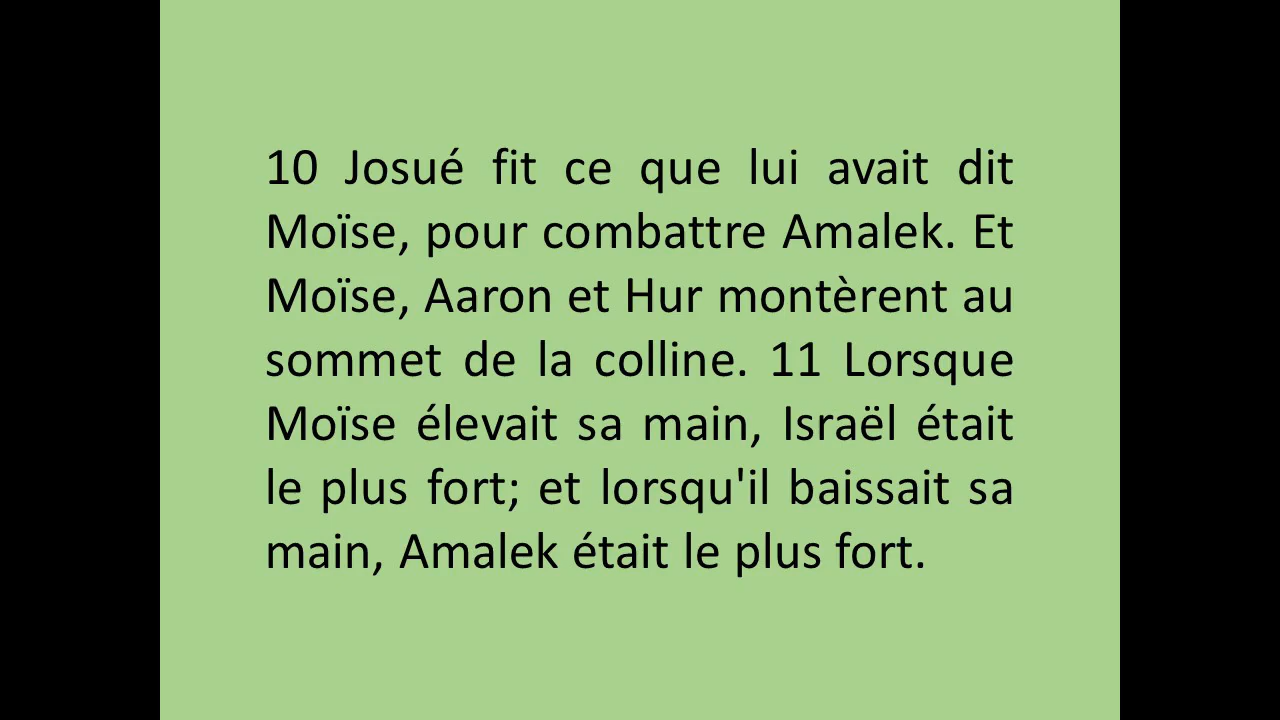 10 Josué fit ce que lui avait dit
Moïse, pour combattre Amalek. Et
Moïse, Aaron et Hur montèrent au
sommet de la colline. 11 Lorsque
Moïse élevait sa main, Israël était
le plus fort; et lorsqu'il baissait sa
main, Amalek était le plus fort.